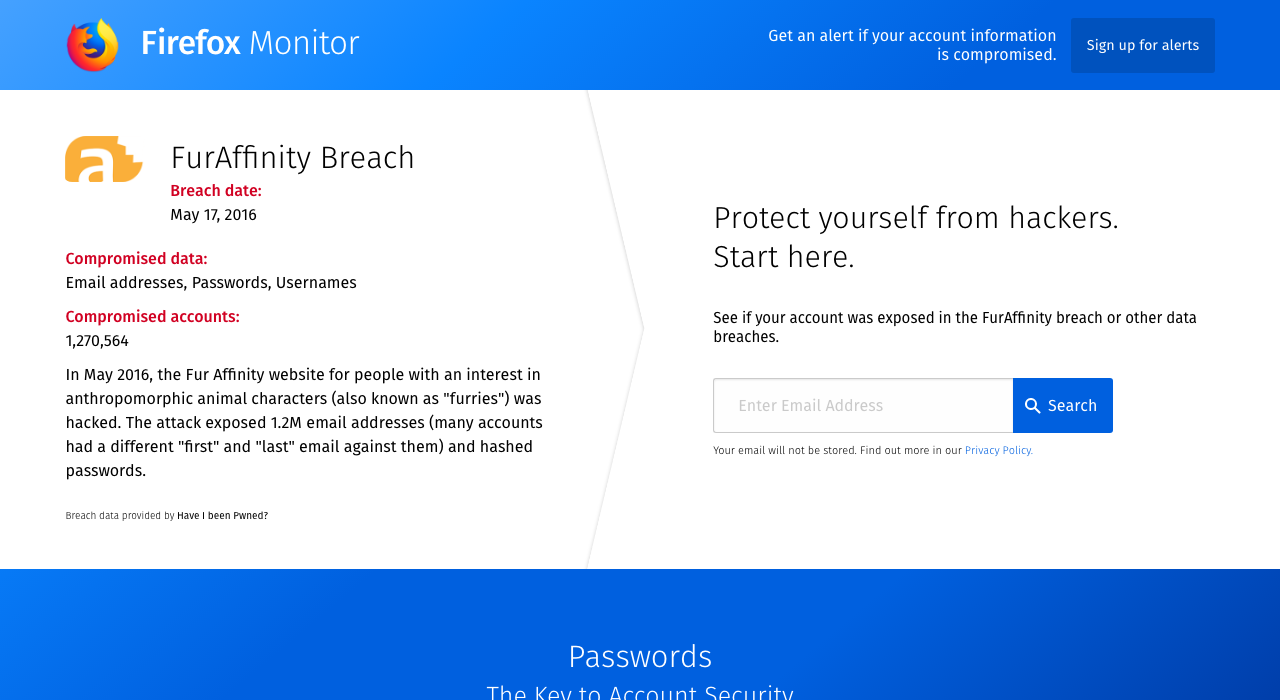 Firefox Monitor
Get an alert if your account information
is compromised.
Sign up for alerts
FurAffinity Breach
Breach date:
May 17, 2016
Compromised data:
Email addresses, Passwords, Usernames
Compromised accounts:
1,270,564
In May 2016, the Fur Affinity website for people with an interest in
anthropomorphic animal characters (also known as "furries") was
hacked. The attack exposed 1.2M email addresses (many accounts
had a different "first" and "last" email against them) and hashed
passwords.
Breach data provided by Have I been Pwned?
Protect yourself from hackers.
Start here.
See if your account was exposed in the FurAffinity breach or other data
breaches.
Enter Email Address
Search
Your email will not be stored. Find out more in our Privacy Policy.
Passwords
The Key to Account Security